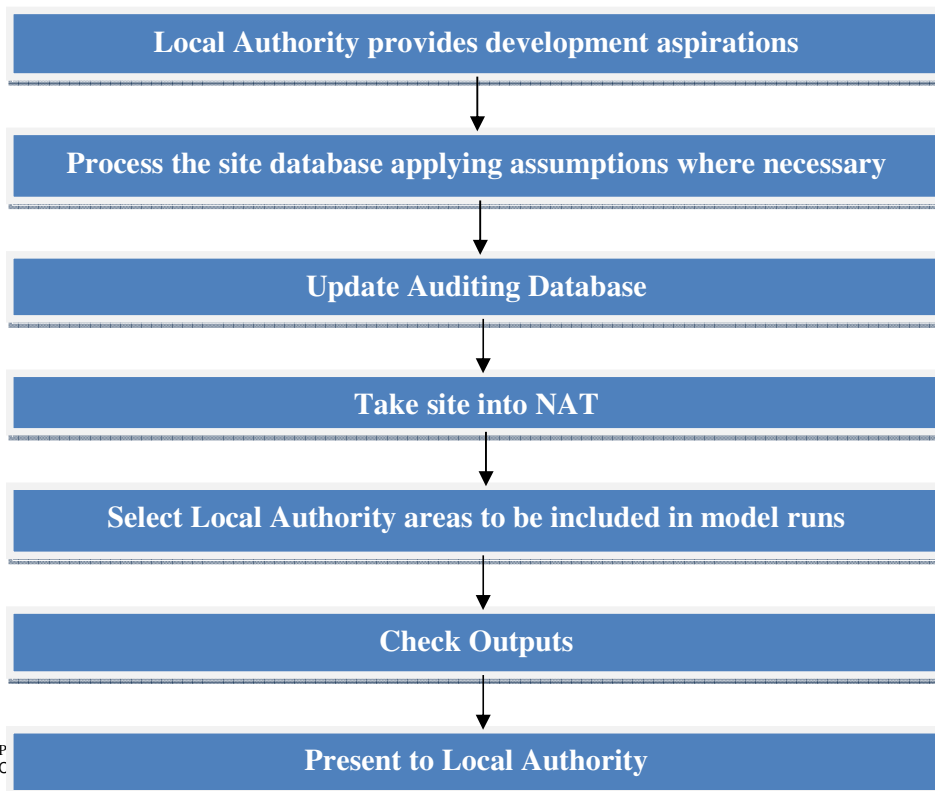 Local Authority provides development aspirations
Process the site database applying assumptions where necessary
Update Auditing Database
Take site into NAT
Select Local Authority areas to be included in model runs
Check Outputs
Present to Local Authority